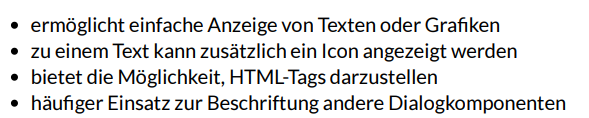 • ermöglicht einfache Anzeige von Texten oder Grafiken
• zu einem Text kann zusätzlich ein Icon angezeigt werden
• bietet die Möglichkeit, HTML-Tags darzustellen
• häufiger Einsatz zur Beschriftung andere Dialogkomponenten